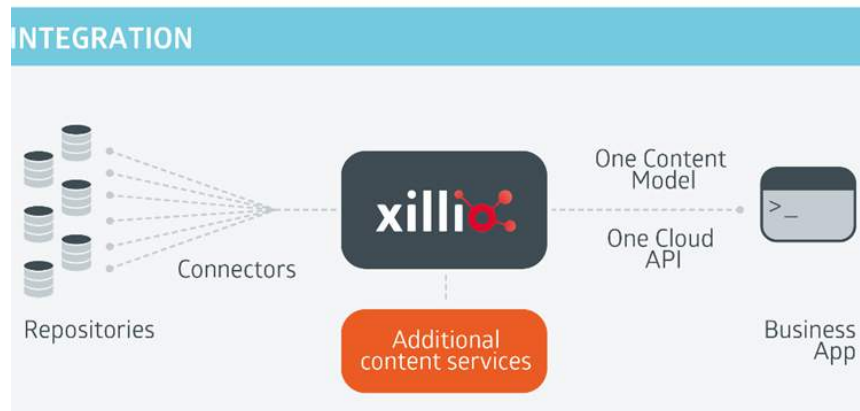 INTEGRATION
One Content
Model
xillio
>_
One Cloud
API
Connectors
Repositories
Additional
content services
Business
App